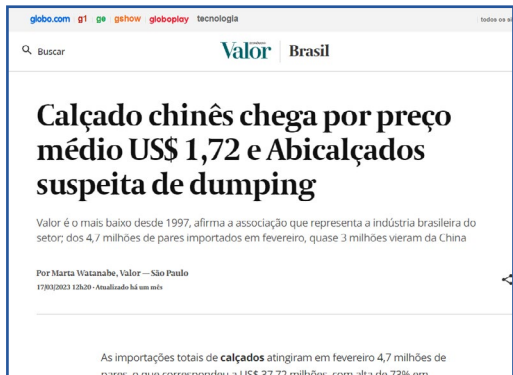 globo.com g1 ge gshow globoplay tecnologia todos os si
Buscar Valor Brasil
Calçado chinês chega por preço
médio US$ 1,72 e Abicalçados
suspeita de dumping
Valor é o mais baixo desde 1997, afirma a associação que representa a indústria brasileira do
setor; dos 4,7 milhões de pares importados em fevereiro, quase 3 milhões vieram da China
Por Marta Watanabe, Valor — São Paulo
17/03/2023 12h20 · Atualizado há um mês
As importações totais de calçados atingiram em fevereiro 4,7 milhões de
pares, o que correspondeu a US$ 37,72 milhões, com alta de 73% em